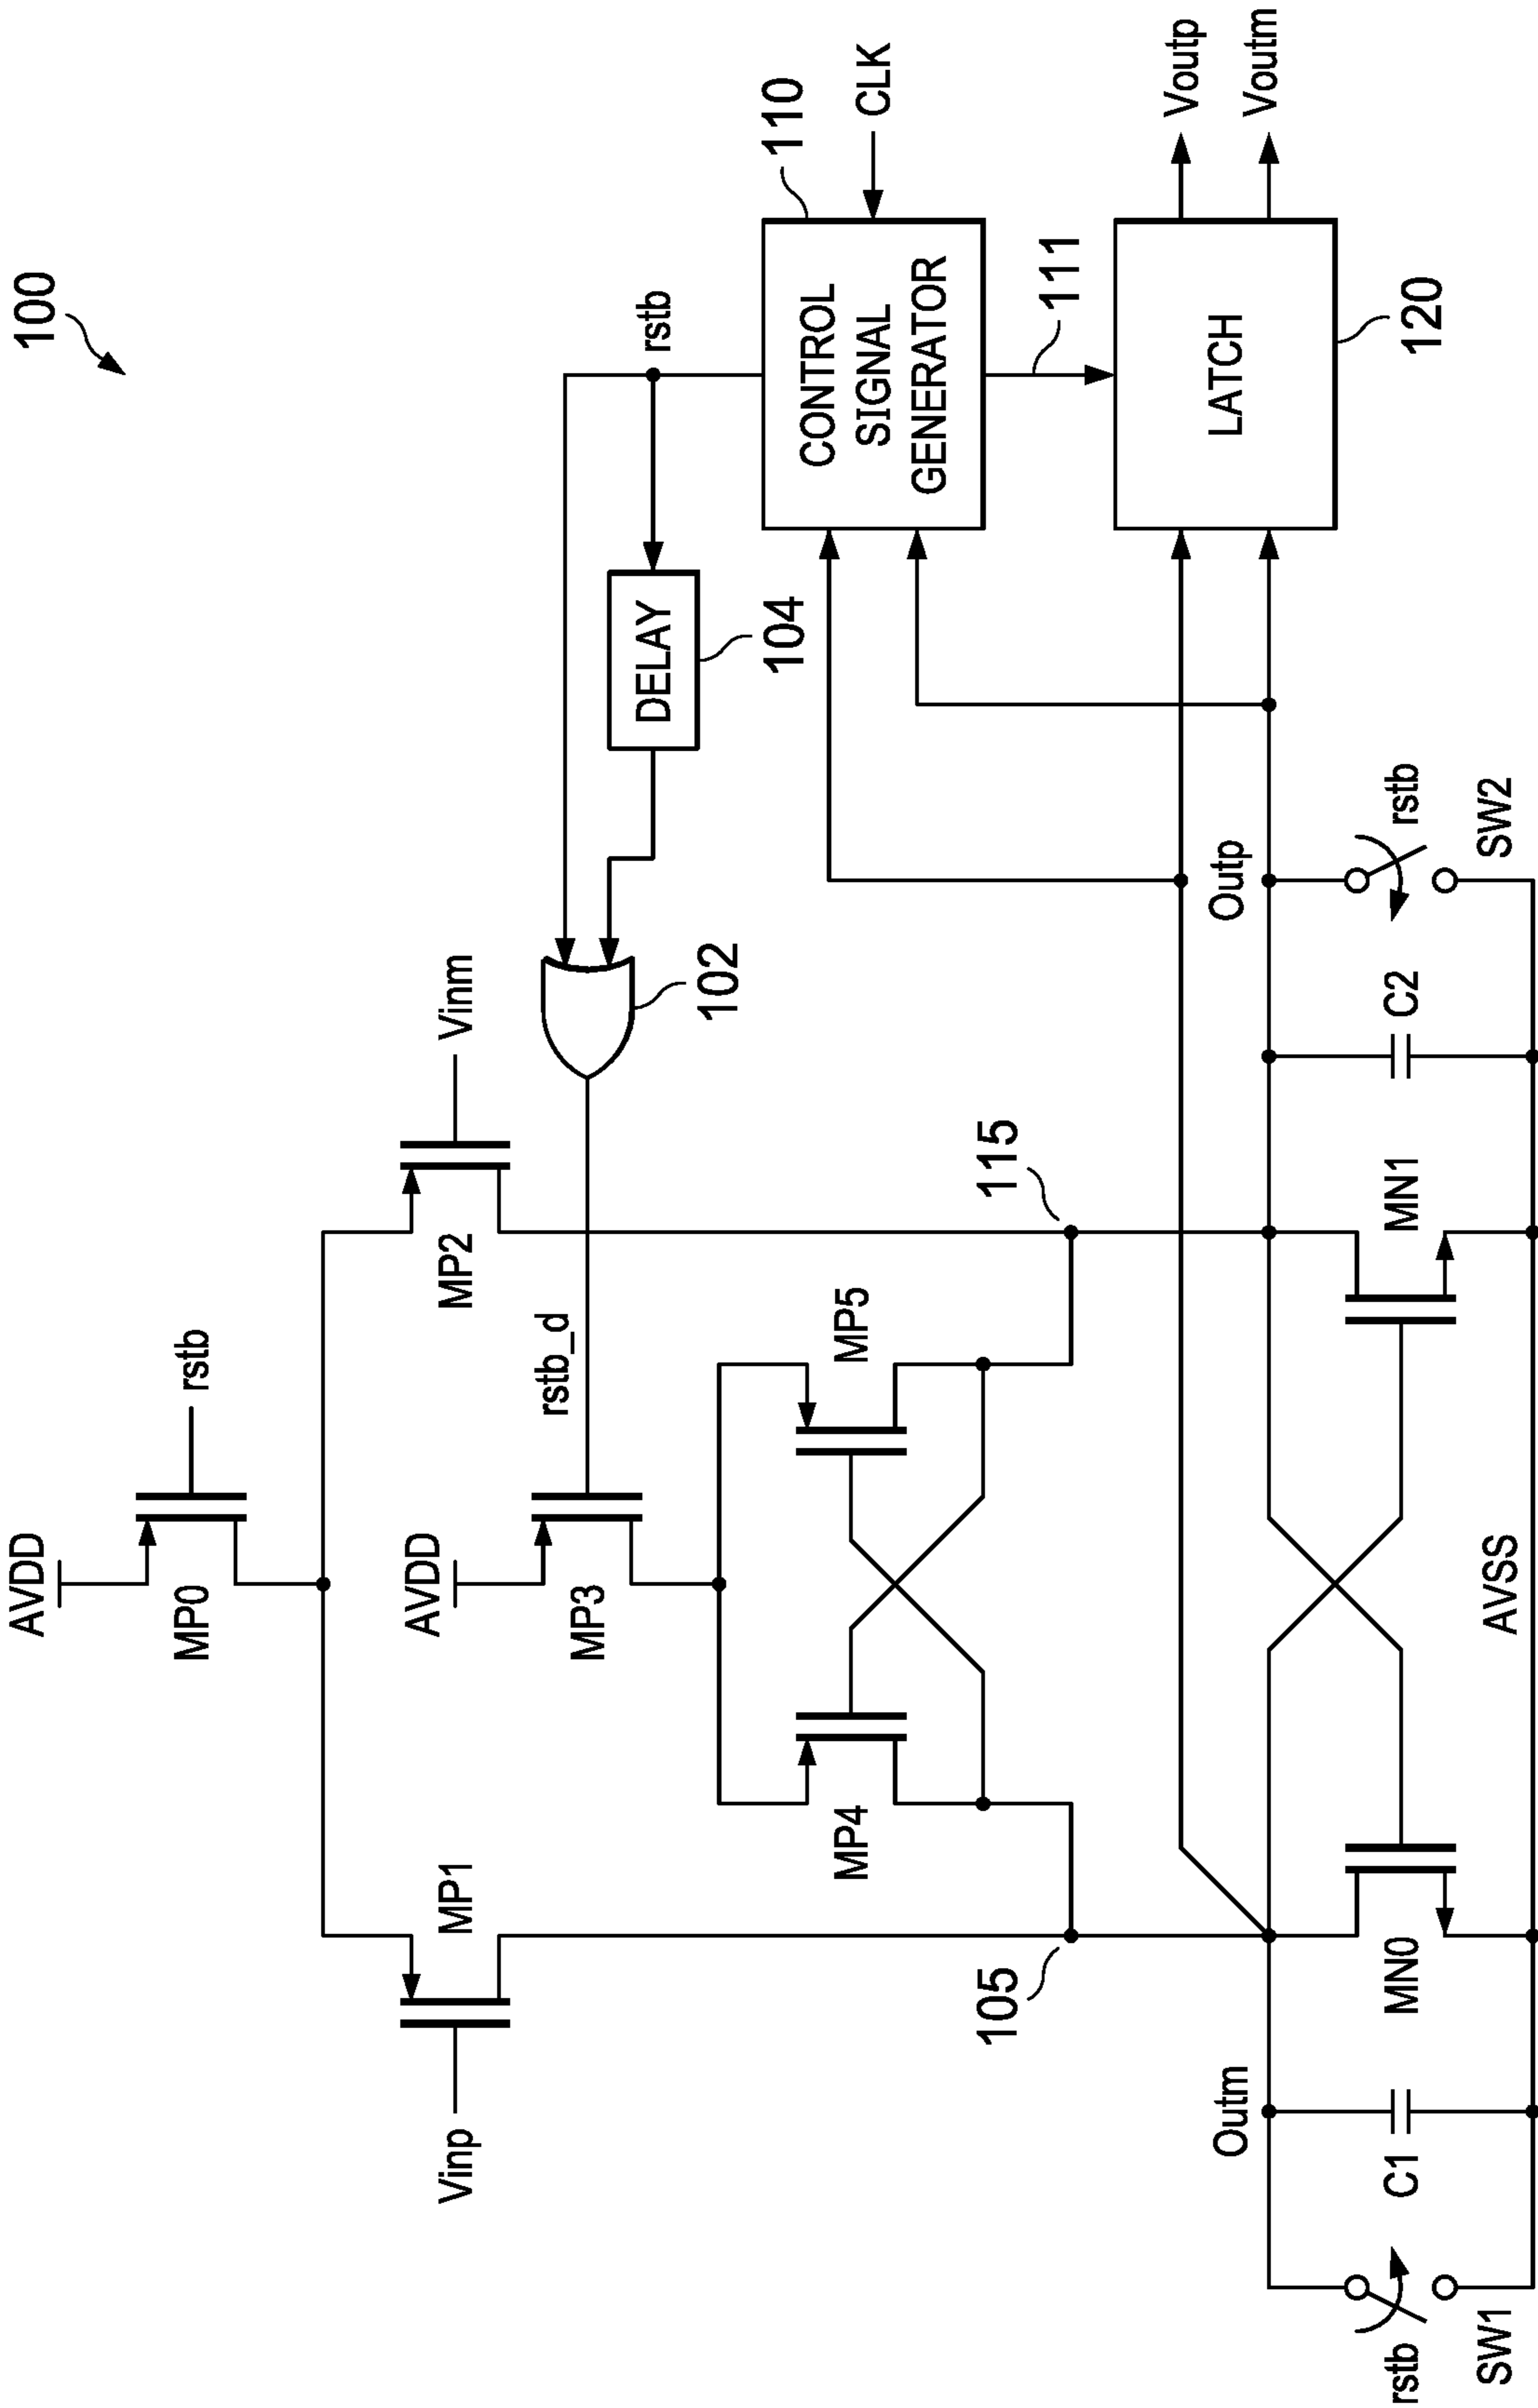 100
AVDD
rstb
MP0
Vinp
MP1
MP2
Vinm
AVDD
rstb_d
MP3
102
rstb
DELAY
104
MP4
MP5
CONTROL
SIGNAL
GENERATOR
110
CLK
105
115
111
Outm
Outp
LATCH
120
Voutp
Voutm
rstb
SW1
C1
MN0
MN1
C2
rstb
SW2
AVSS